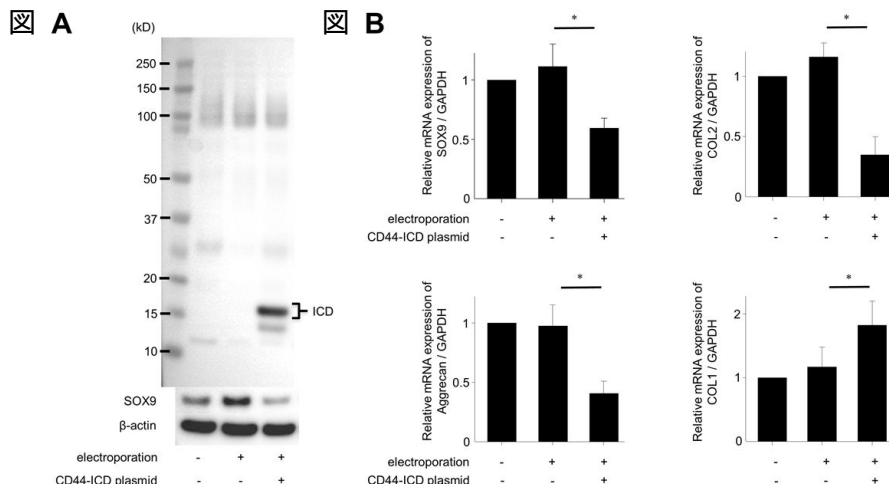 図 A
(kD)
250
150
100
50
37
20
15
10
ICD
SOX9
β-actin
electroporation - + +
CD44-ICD plasmid - - +
図 B
Relative mRNA expression of
SOX9 / GAPDH
1
0.5
0
*
electroporation - + +
CD44-ICD plasmid - - +
Relative mRNA expression of
COL2 / GAPDH
1
0.5
0
*
- + +
- - +
Relative mRNA expression of
Aggrecan / GAPDH
1
0.5
0
*
electroporation - + +
CD44-ICD plasmid - - +
Relative mRNA expression of
COL1 / GAPDH
2
1
0
*
- + +
- - +